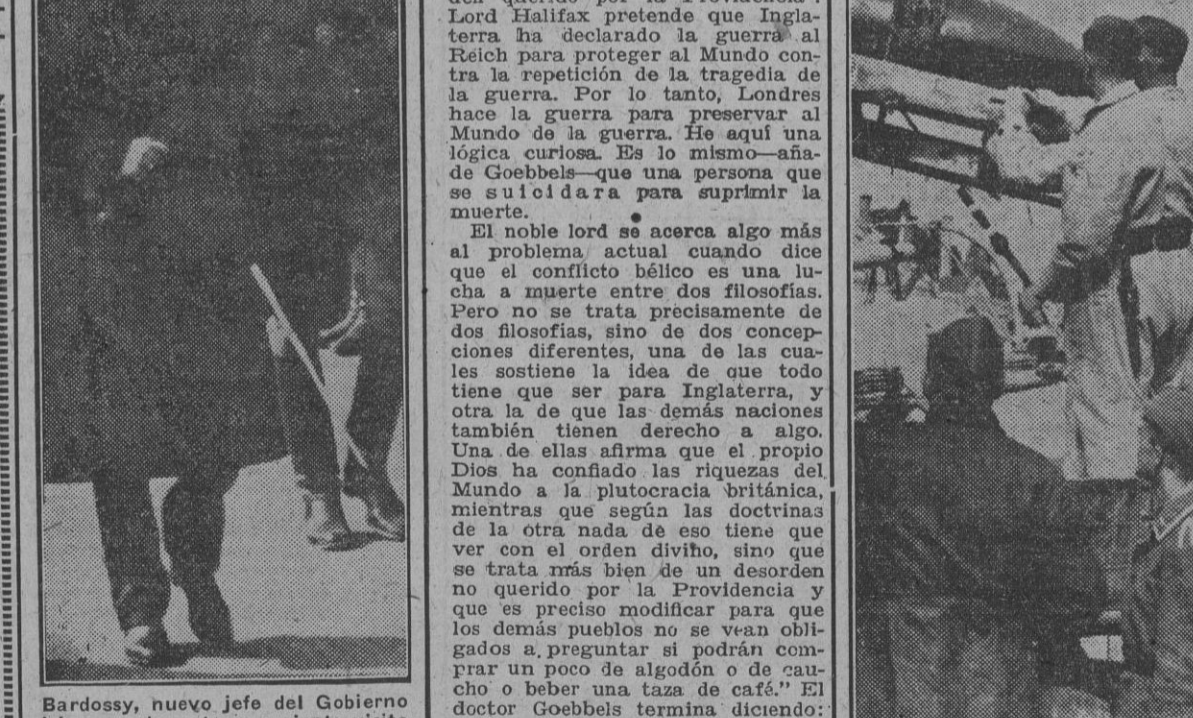 den querido por la Providencia".
Lord Halifax pretende que Ingla-
terra ha declarado la guerra al
Reich para proteger al Mundo con-
tra la repetición de la tragedia de
la guerra. Por lo tanto, Londres
hace la guerra para preservar al
Mundo de la guerra. He aquí una
lógica curiosa. Es lo mismo—aña-
de Goebbels—que una persona que
se suicidara para suprimir la
muerte.
El noble lord se acerca algo más
al problema actual cuando dice
que el conflicto bélico es una lu-
cha a muerte entre dos filosofías.
Pero no se trata precisamente de
dos filosofías, sino de dos concep-
ciones diferentes, una de las cua-
les sostiene la idea de que todo
tiene que ser para Inglaterra, y
otra la de que las demás naciones
también tienen derecho a algo.
Una de ellas afirma que el propio
Dios ha confiado las riquezas del
Mundo a la plutocracia británica,
mientras que según las doctrinas
de la otra nada de eso tiene que
ver con el orden divino, sino que
se trata más bien de un desorden
no querido por la Providencia y
que es preciso modificar para que
los demás pueblos no se vean obli-
gados a preguntar si podrán com-
prar un poco de algodón o de cau-
cho o beber una taza de café." El
doctor Goebbels termina diciendo:
Bardossy, nuevo jefe del Gobierno